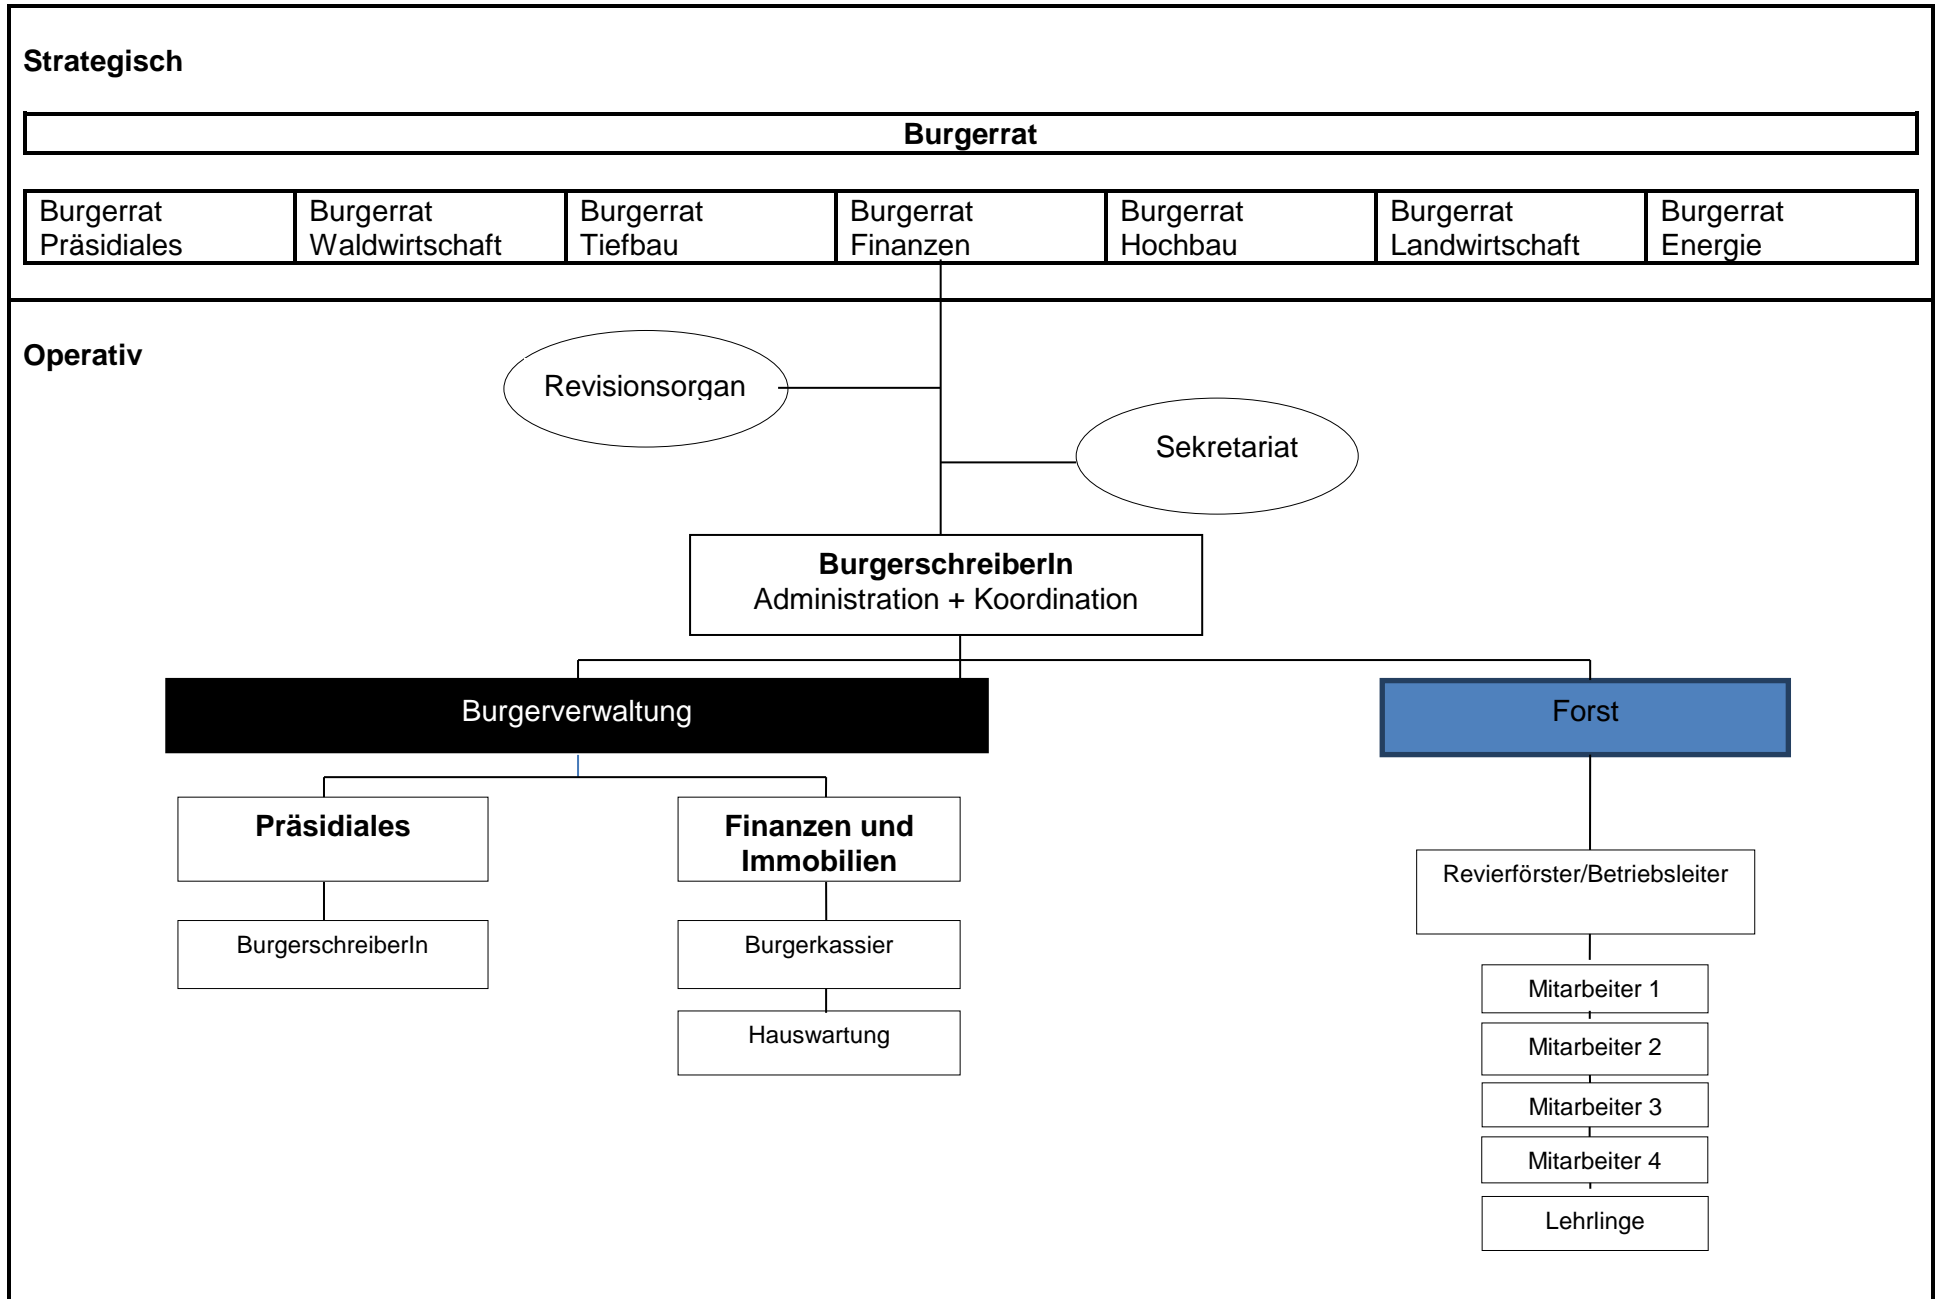 Strategisch
Burgerrat
Burgerrat
Präsidiales
Burgerrat
Waldwirtschaft
Burgerrat
Tiefbau
Burgerrat
Finanzen
Burgerrat
Hochbau
Burgerrat
Landwirtschaft
Burgerrat
Energie
Operativ
Revisionsorgan
Sekretariat
BurgerschreiberIn
Administration + Koordination
Burgerverwaltung
Forst
Präsidiales
Finanzen und
Immobilien
Revierförster/Betriebsleiter
BurgerschreiberIn
Burgerkassier
Hauswartung
Mitarbeiter 1
Mitarbeiter 2
Mitarbeiter 3
Mitarbeiter 4
Lehrlinge